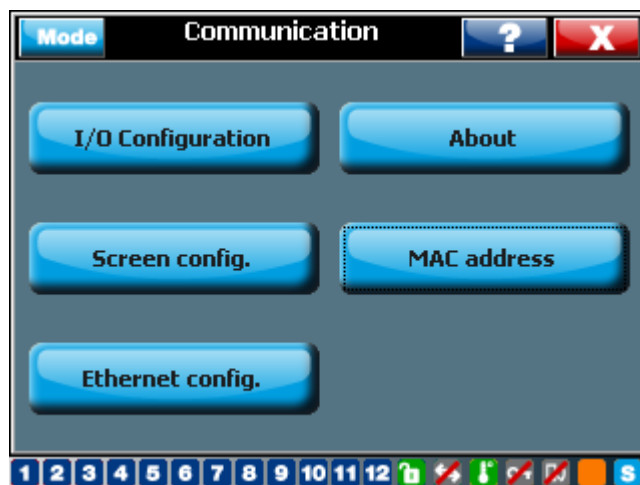 Mode Communication ? X
I/O Configuration About
Screen config. MAC address
Ethernet config.
1 2 3 4 5 6 7 8 9 10 11 12 S